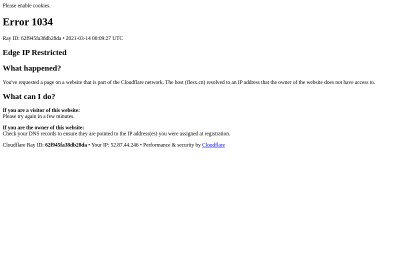 Please enable cookies.
Error 1034
Ray ID: 62f945fa38db28da • 2021-03-14 00:09:27 UTC
Edge IP Restricted
What happened?
You've requested a page on a website that is part of the Cloudflare network. The host () resolved to an IP address that the owner of the website does not have access to.
What can I do?
If you are a visitor of this website:
Please try again in a few minutes.
If you are the owner of this website:
Check your DNS records to ensure they are pointed to the IP address(es) you were assigned at registration.
Cloudflare Ray ID: 62f945fa38db28da • Your IP: 52.87.44.246 • Performance & security by Cloudflare